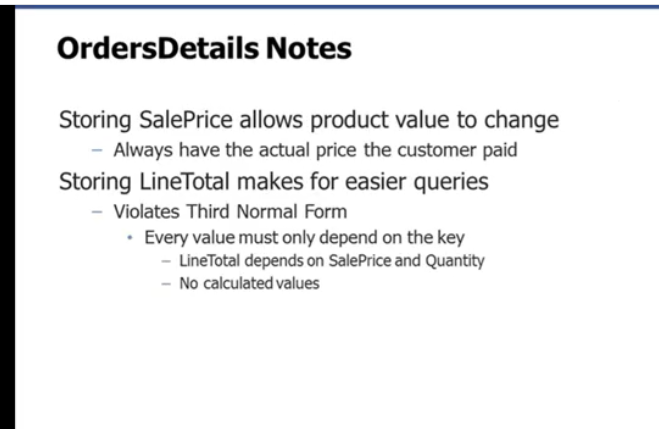 OrdersDetails Notes
Storing SalePrice allows product value to change
– Always have the actual price the customer paid
Storing LineTotal makes for easier queries
– Violates Third Normal Form
• Every value must only depend on the key
– LineTotal depends on SalePrice and Quantity
– No calculated values